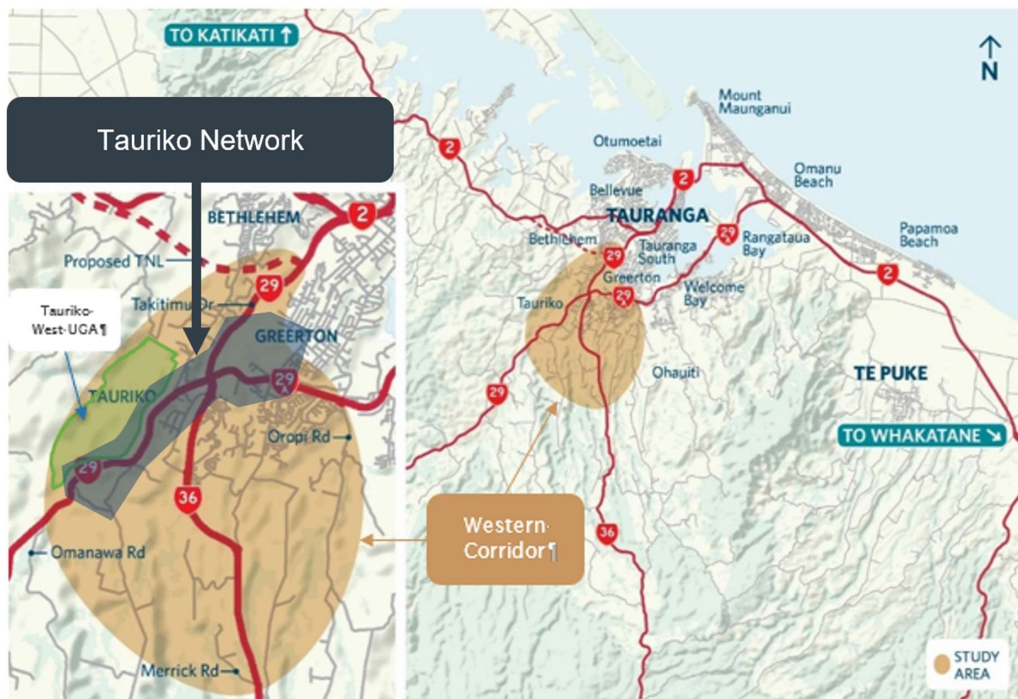 TO KATIKATI ↑
Tauriko Network
BETHLEHEM
2
Proposed TNL
29
Takitimu Dr
Tauriko-
West-UGA¶
GREERTON
TAURIKO
29
A
Oropi Rd
29
36
Omanawa Rd
Merrick Rd
Western-
Corridor¶
N
Mount
Maunganui
2
Otumoetai
Omanu
Beach
Bellevue
2
TAURANGA
Bethlehem
29
A
Rangataua
Bay
Papamoa
Beach
Tauranga
South
29
2
Greerton
Welcome
Bay
Tauriko
29
A
Ohauiti
TE PUKE
29
TO WHAKATANE ↘
36
STUDY
AREA